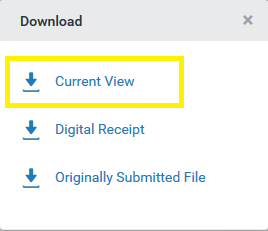 Download
Current View
Digital Receipt
Originally Submitted File